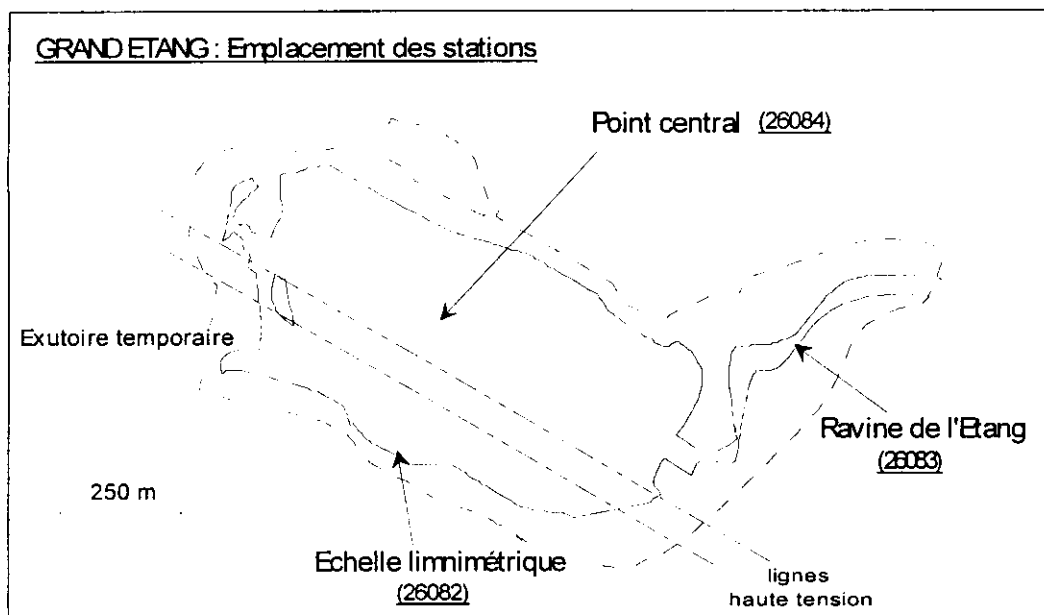 GRAND ETANG : Emplacement des stations
Point central (26084)
Exutoire temporaire
Ravine de l'Etang
(26083)
250 m
Echelle limnimétrique
(26082)
lignes
haute tension